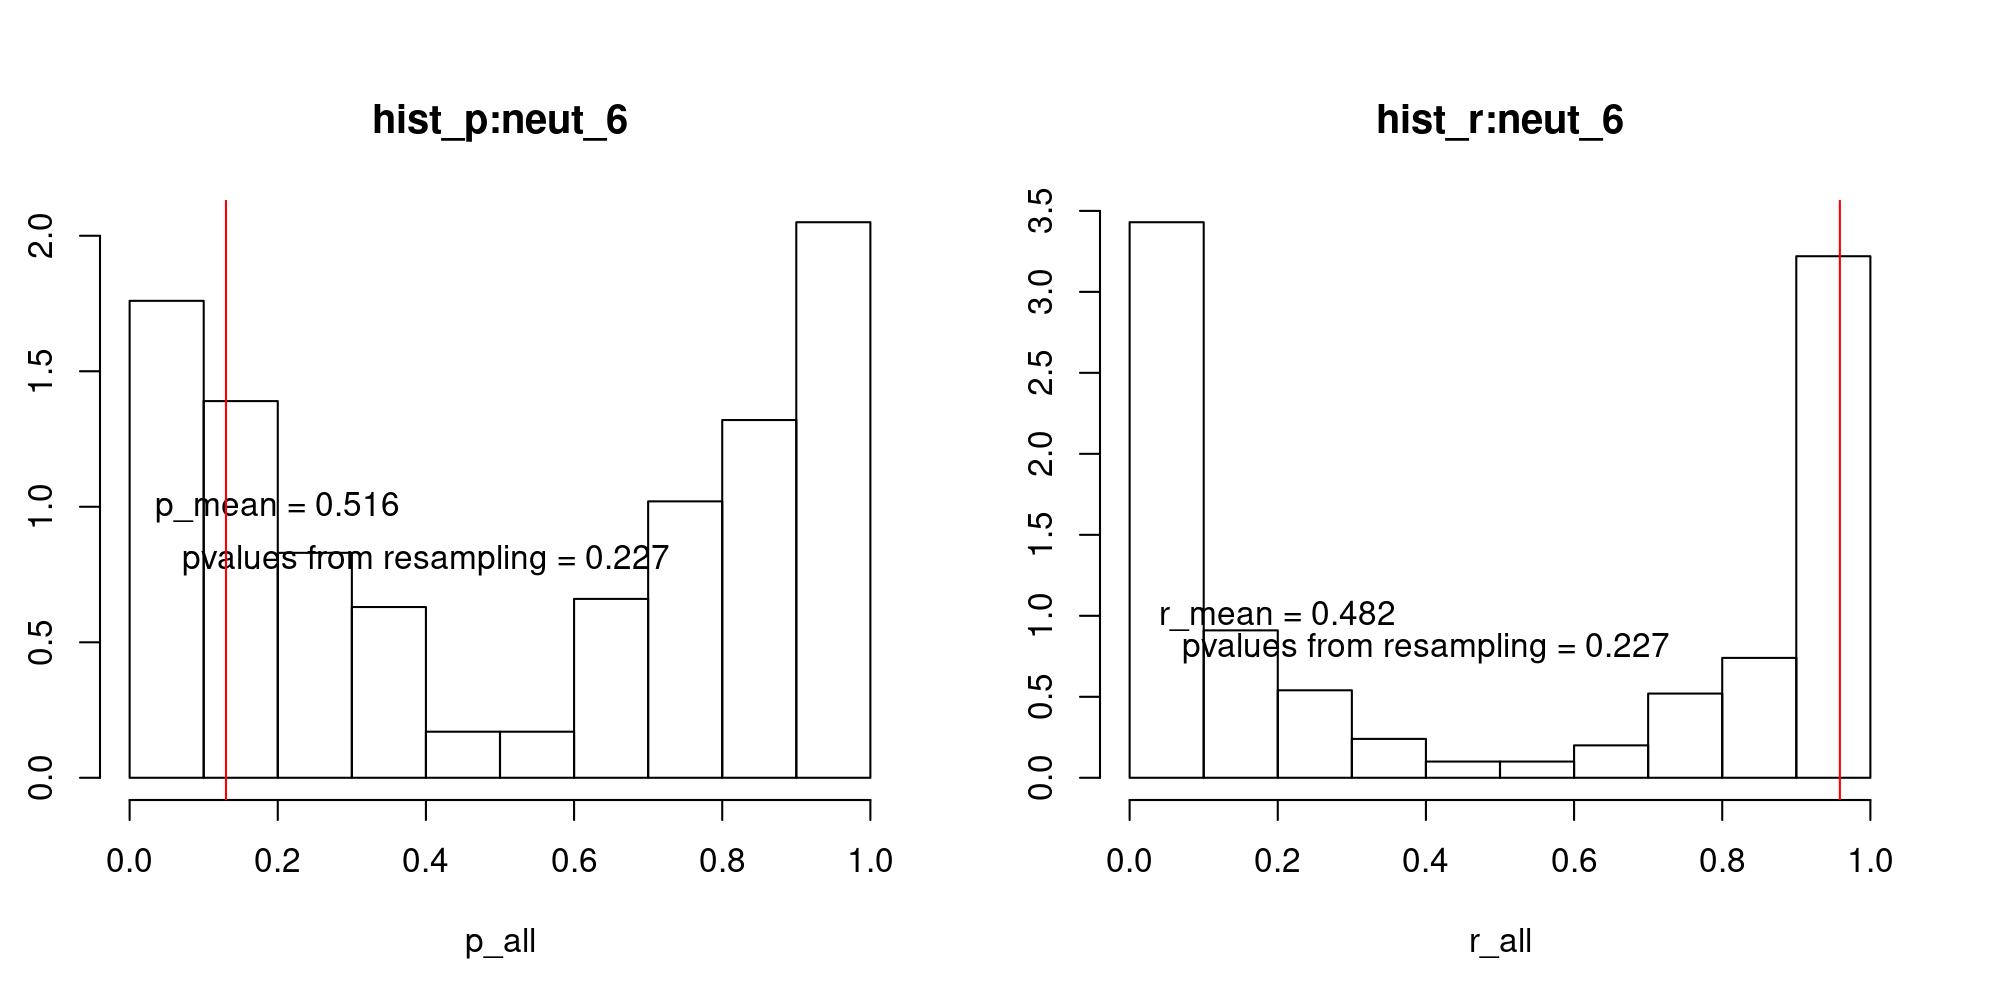 hist_p:neut_6
2.0
1.5
1.0
0.5
0.0
p_mean = 0.516
pvalues from resampling = 0.227
0.0 0.2 0.4 0.6 0.8 1.0
p_all
hist_r:neut_6
3.5
3.0
2.5
2.0
1.5
1.0
0.5
0.0
r_mean = 0.482
pvalues from resampling = 0.227
0.0 0.2 0.4 0.6 0.8 1.0
r_all